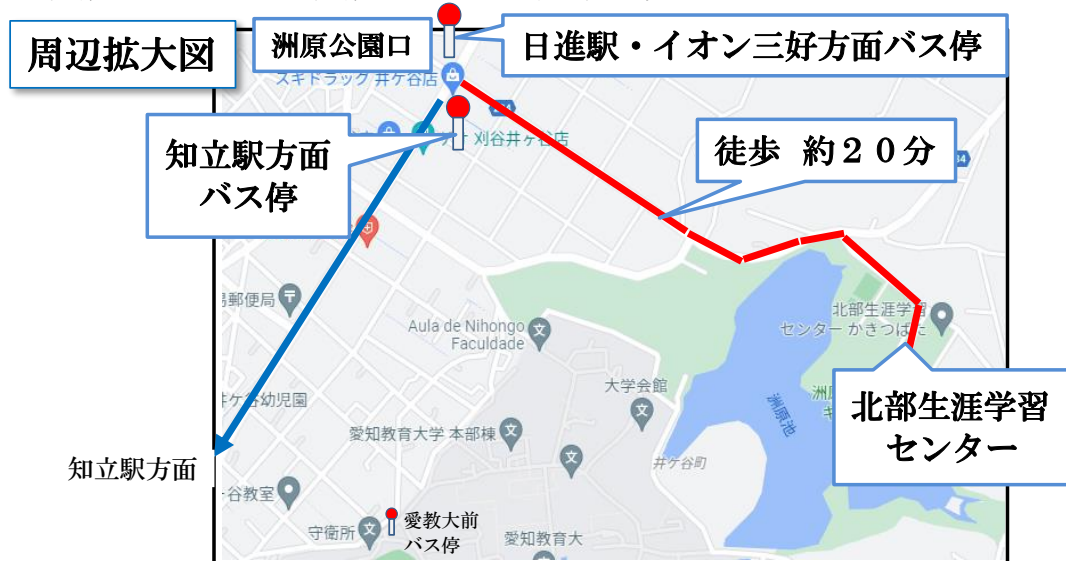 周辺拡大図
洲原公園口
日進駅・イオン三好方面バス停
スギドラッグ 井ケ谷店
刈谷井ヶ谷店
知立駅方面
バス停
徒歩 約２０分
郵便局
Aula de Nihongo
Faculdade
北部生涯学習
センター かきつばた
大学会館
洲原池
北部生涯学習
センター
井ケ谷幼児園
愛知教育大学 本部棟
井ケ谷町
知立駅方面
谷教室
守衛所
愛教大前
バス停
愛知教育大